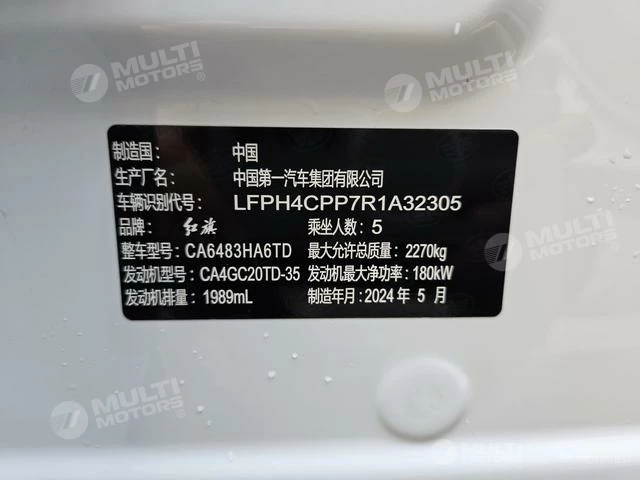 MULTI
MOTORS®
MULTI
MOTORS®
制造国： 中国
生产厂名： 中国第一汽车集团有限公司
车辆识别代号： LFPH4CPP7R1A32305
品牌： 红旗 乘坐人数：5
整车型号：CA6483HA6TD 最大允许总质量：2270kg
发动机型号：CA4GC20TD-35 发动机最大净功率：180kW
发动机排量：1989mL 制造年月：2024 年 5 月
MULTI
MOTORS®
MULTI
MOTORS®